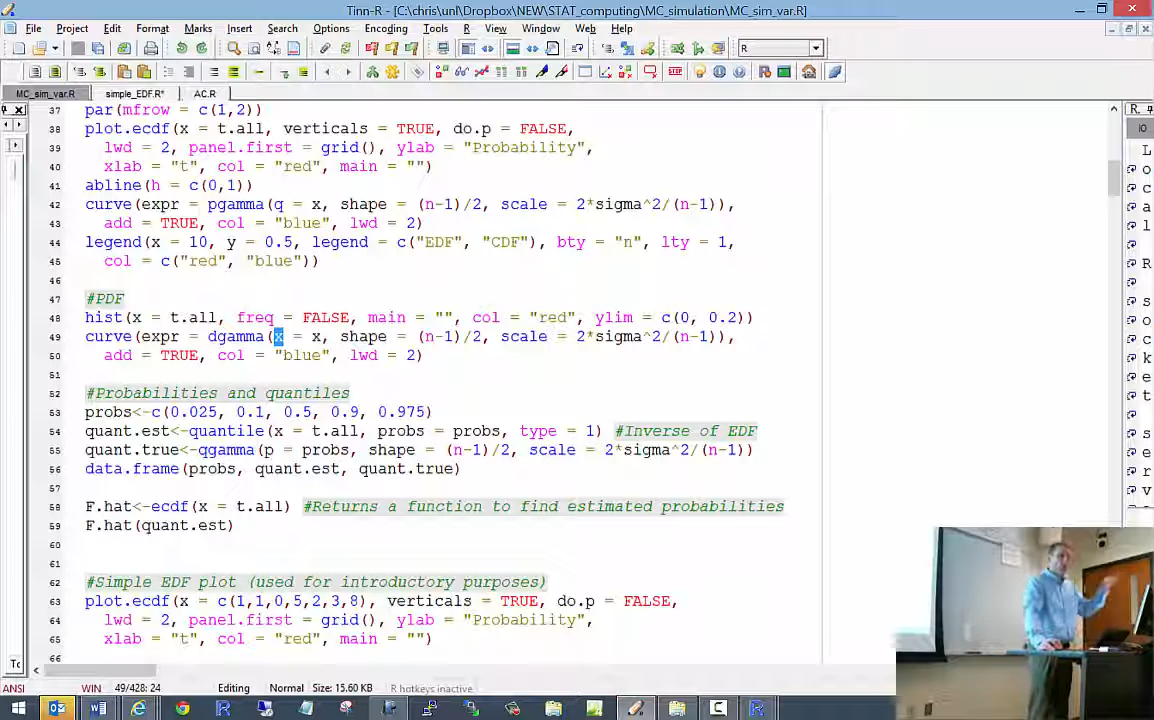 Tinn-R - [C:\chris\unl\Dropbox\NEW\STAT_computing\MC_simulation\MC_sim_var.R]
File Project Edit Format Marks Insert Search Options Encoding Tools R View Window Web Help
R
MC_sim_var.R simple_EDF.R* AC.R
37 par(mfrow = c(1,2))
38 plot.ecdf(x = t.all, verticals = TRUE, do.p = FALSE,
39 lwd = 2, panel.first = grid(), ylab = "Probability",
40 xlab = "t", col = "red", main = "")
41 abline(h = c(0,1))
42 curve(expr = pgamma(q = x, shape = (n-1)/2, scale = 2*sigma^2/(n-1)),
43 add = TRUE, col = "blue", lwd = 2)
44 legend(x = 10, y = 0.5, legend = c("EDF", "CDF"), bty = "n", lty = 1,
45 col = c("red", "blue"))
46
47 #PDF
48 hist(x = t.all, freq = FALSE, main = "", col = "red", ylim = c(0, 0.2))
49 curve(expr = dgamma(x = x, shape = (n-1)/2, scale = 2*sigma^2/(n-1)),
50 add = TRUE, col = "blue", lwd = 2)
51
52 #Probabilities and quantiles
53 probs<-c(0.025, 0.1, 0.5, 0.9, 0.975)
54 quant.est<-quantile(x = t.all, probs = probs, type = 1) #Inverse of EDF
55 quant.true<-qgamma(p = probs, shape = (n-1)/2, scale = 2*sigma^2/(n-1))
56 data.frame(probs, quant.est, quant.true)
57
58 F.hat<-ecdf(x = t.all) #Returns a function to find estimated probabilities
59 F.hat(quant.est)
60
61
62 #Simple EDF plot (used for introductory purposes)
63 plot.ecdf(x = c(1,1,0,5,2,3,8), verticals = TRUE, do.p = FALSE,
64 lwd = 2, panel.first = grid(), ylab = "Probability",
65 xlab = "t", col = "red", main = "")
66
ANSI WIN 49/428: 24 Editing Normal Size: 15.60 KB R hotkeys inactive